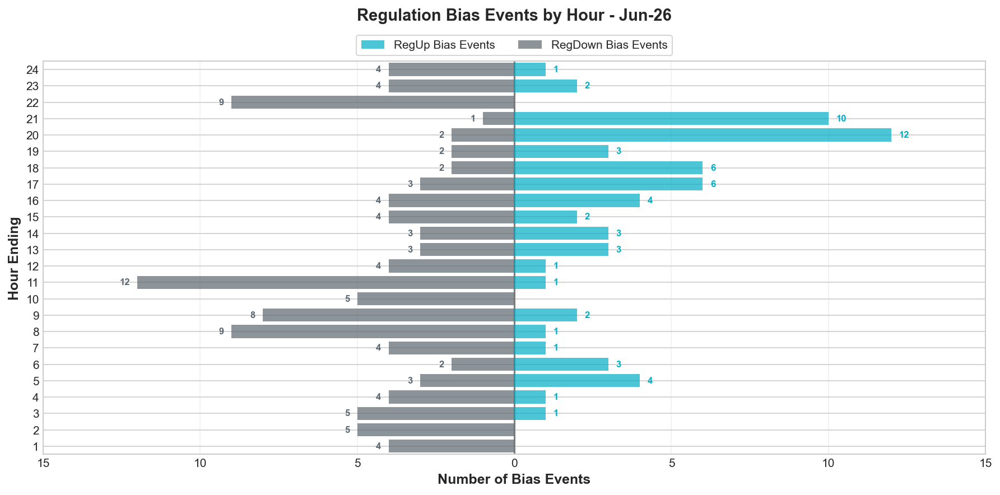 Regulation Bias Events by Hour - Jun-26
RegUp Bias Events RegDown Bias Events
24 4 1
23 4 2
22 9
21 1 10
20 2 12
19 2 3
18 2 6
17 3 6
16 4 4
15 4 2
14 3 3
13 3 3
12 4 1
11 12 1
10 5
9 8 2
8 9 1
7 4 1
6 2 3
5 3 4
4 4 1
3 5 1
2 5
1 4
Hour Ending
15 10 5 0 5 10 15
Number of Bias Events